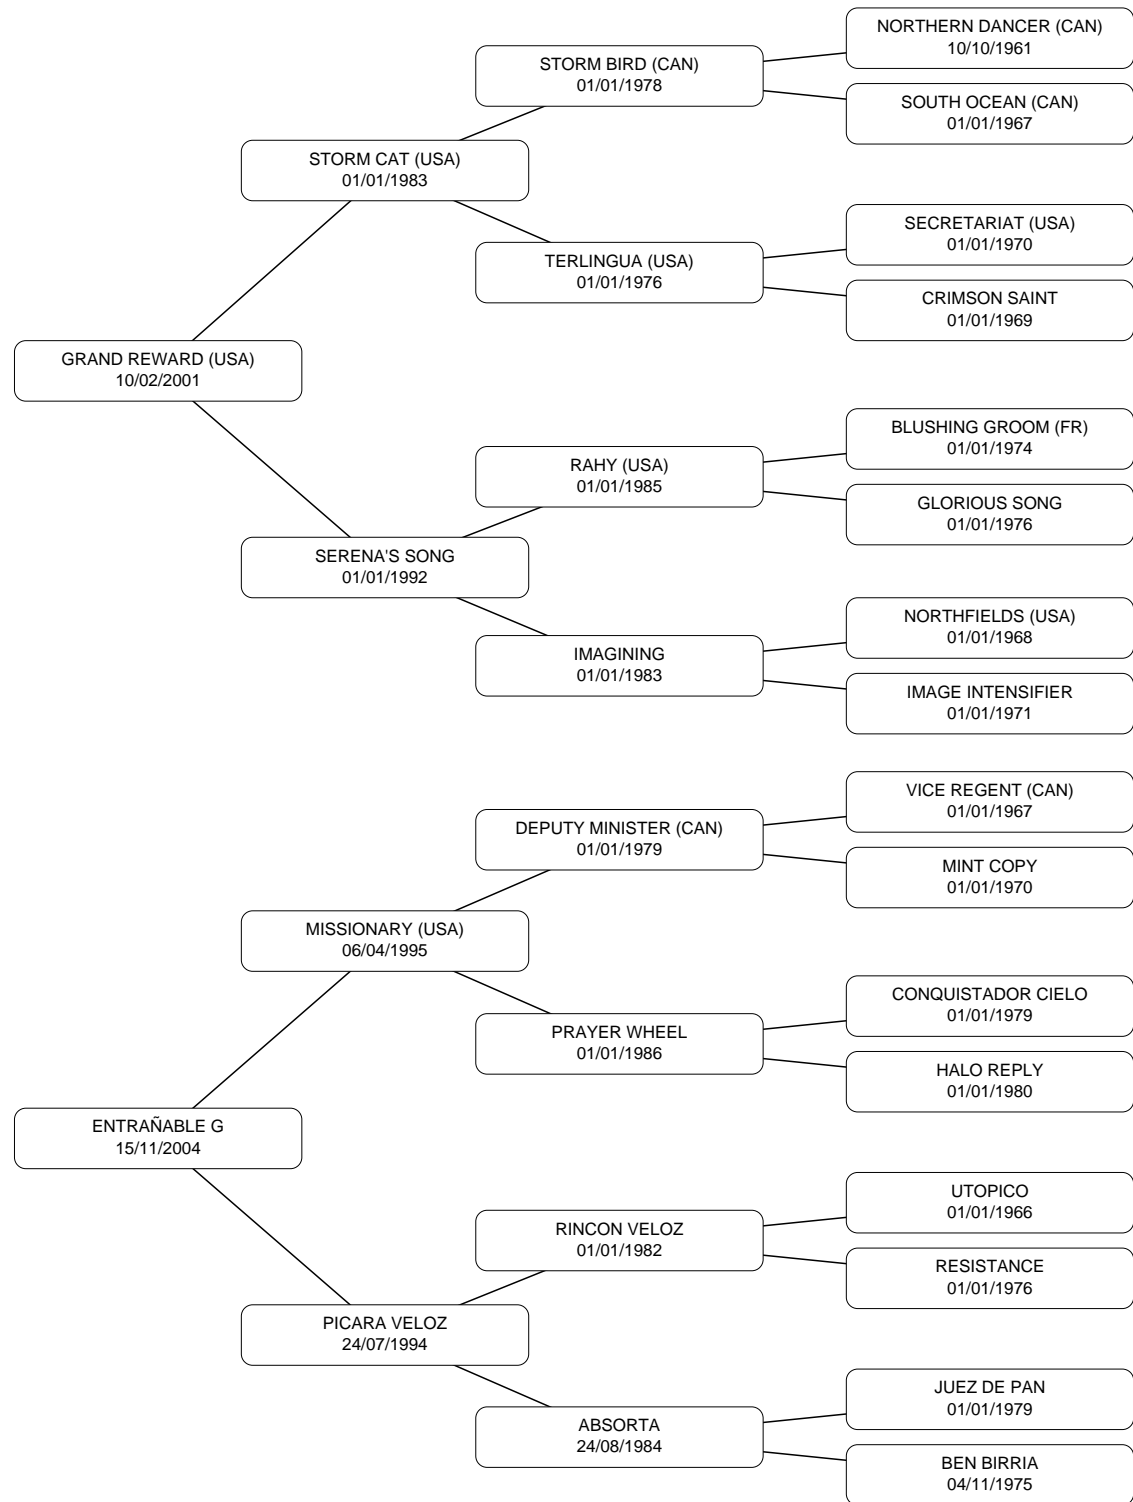 NORTHERN DANCER (CAN)
10/10/1961
STORM BIRD (CAN)
01/01/1978
SOUTH OCEAN (CAN)
01/01/1967
STORM CAT (USA)
01/01/1983
SECRETARIAT (USA)
01/01/1970
TERLINGUA (USA)
01/01/1976
CRIMSON SAINT
01/01/1969
GRAND REWARD (USA)
10/02/2001
BLUSHING GROOM (FR)
01/01/1974
RAHY (USA)
01/01/1985
GLORIOUS SONG
01/01/1976
SERENA'S SONG
01/01/1992
NORTHFIELDS (USA)
01/01/1968
IMAGINING
01/01/1983
IMAGE INTENSIFIER
01/01/1971
VICE REGENT (CAN)
01/01/1967
DEPUTY MINISTER (CAN)
01/01/1979
MINT COPY
01/01/1970
MISSIONARY (USA)
06/04/1995
CONQUISTADOR CIELO
01/01/1979
PRAYER WHEEL
01/01/1986
HALO REPLY
01/01/1980
ENTRAÑABLE G
15/11/2004
UTOPICO
01/01/1966
RINCON VELOZ
01/01/1982
RESISTANCE
01/01/1976
PICARA VELOZ
24/07/1994
JUEZ DE PAN
01/01/1979
ABSORTA
24/08/1984
BEN BIRRIA
04/11/1975